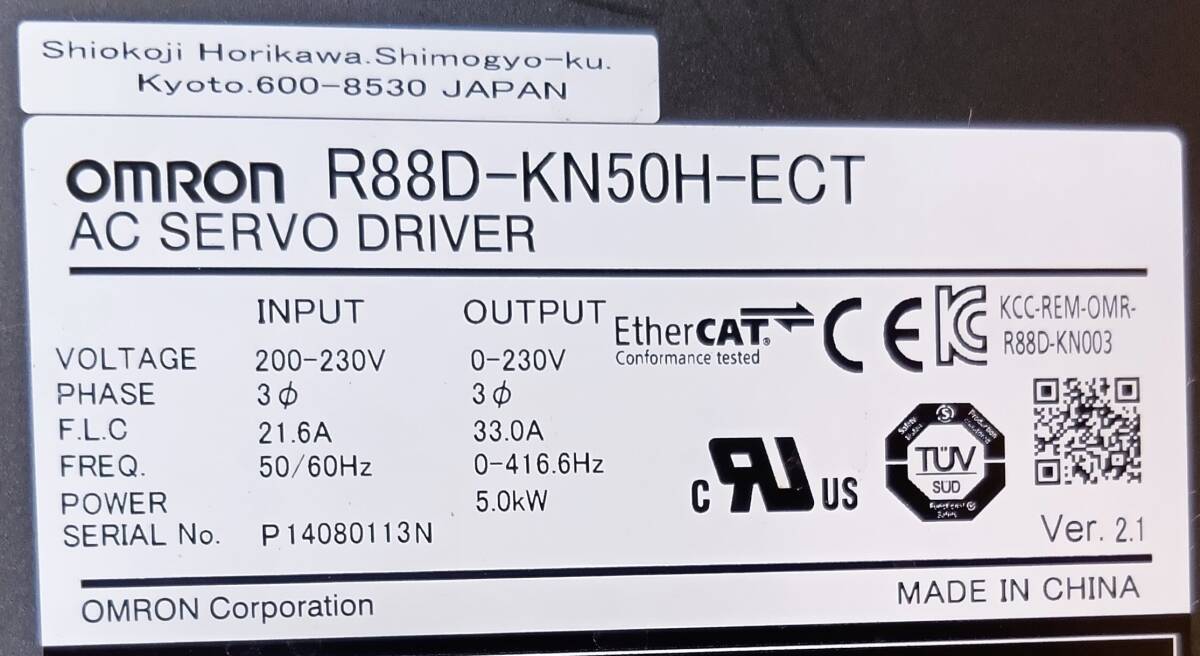 Shiokoji Horikawa.Shimogyo-ku.
Kyoto.600-8530 JAPAN
OMRON R88D-KN50H-ECT
AC SERVO DRIVER
INPUT OUTPUT
VOLTAGE 200-230V 0-230V
PHASE 3ϕ 3ϕ
F.L.C 21.6A 33.0A
FREQ. 50/60Hz 0-416.6Hz
POWER 5.0kW
SERIAL No. P14080113N
EtherCAT®
Conformance tested
CE
KCC-REM-OMR-
R88D-KN003
c RU US
TÜV
SÜD
Ver. 2.1
OMRON Corporation
MADE IN CHINA